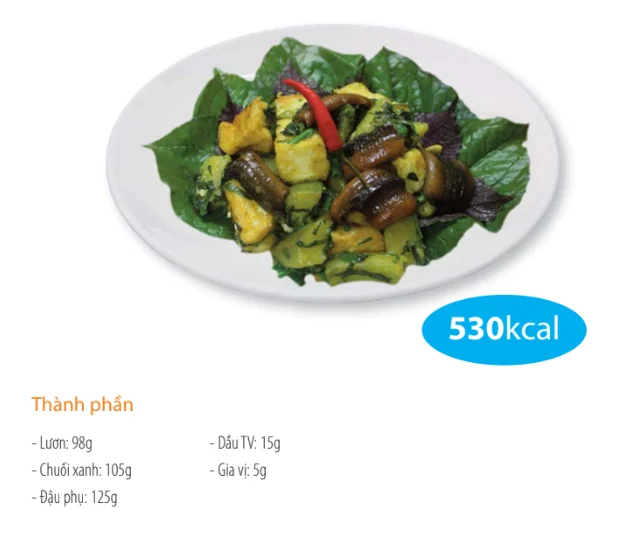 530kcal
Thành phần
- Lươn: 98g
- Chuối xanh: 105g
- Đậu phụ: 125g
- Dầu TV: 15g
- Gia vị: 5g